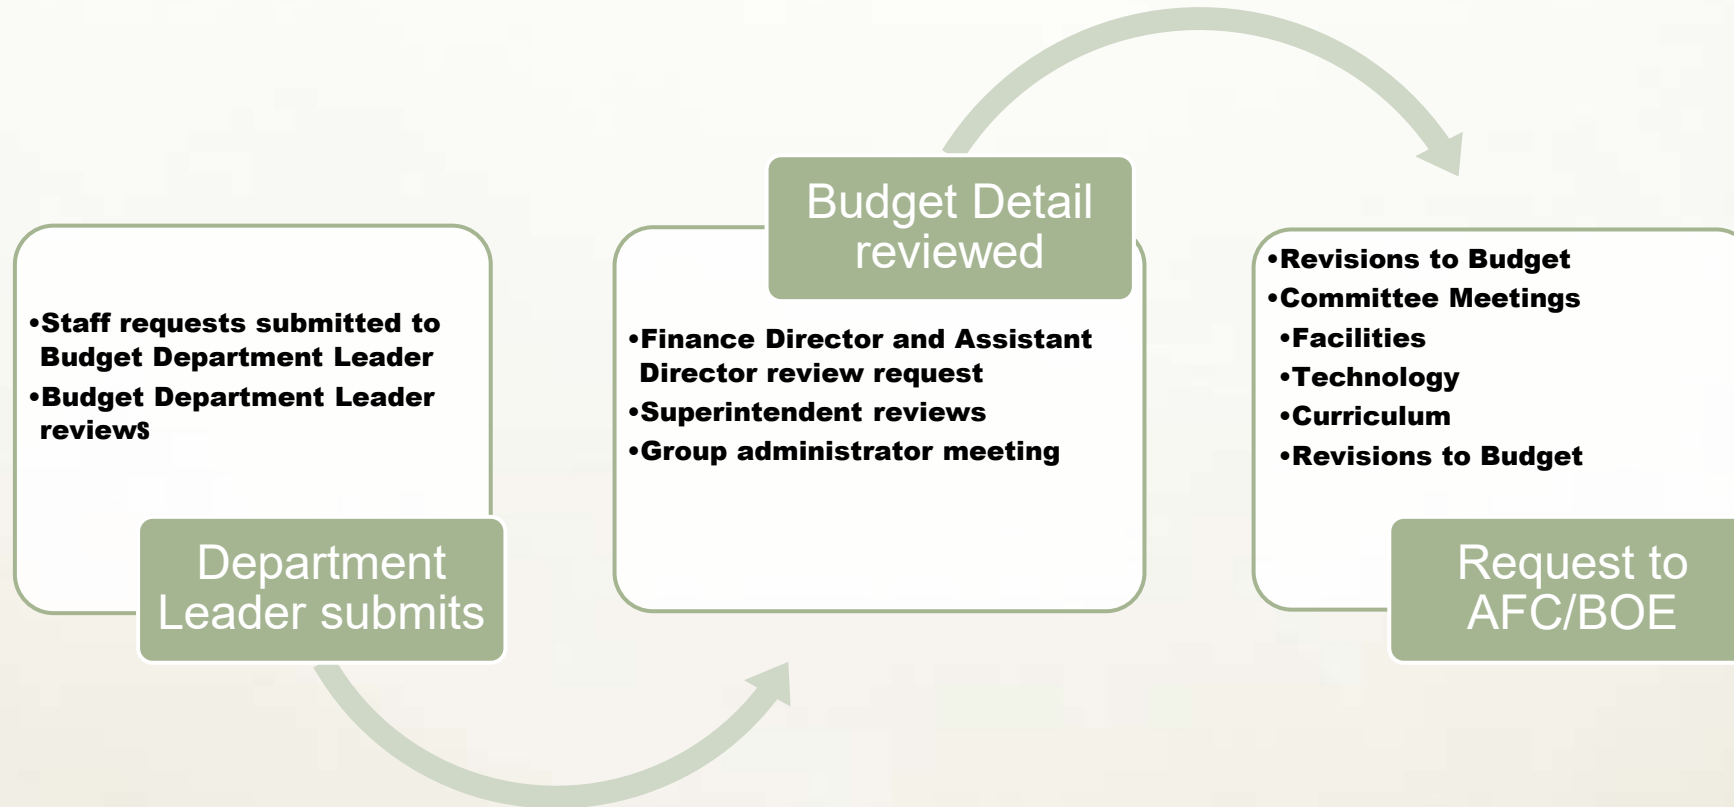 •Staff requests submitted to
Budget Department Leader
•Budget Department Leader
reviews
Department
Leader submits
Budget Detail
reviewed
•Finance Director and Assistant
Director review request
•Superintendent reviews
•Group administrator meeting
•Revisions to Budget
•Committee Meetings
•Facilities
•Technology
•Curriculum
•Revisions to Budget
Request to
AFC/BOE